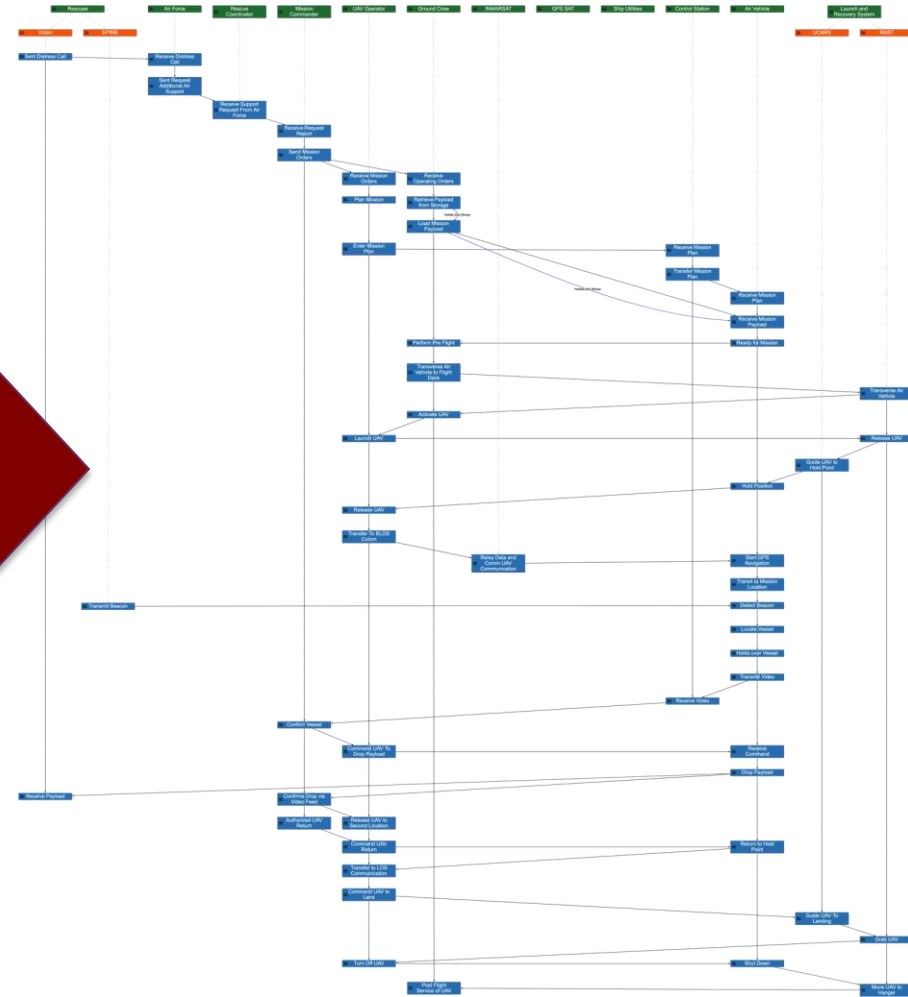 Rescuee
Air Force
Rescue
Coordinator
Mission
Commander
UAV Operator
Ground Crew
INMARSAT
GPS SAT
Ship Utilities
Control Station
Air Vehicle
Launch and
Recovery System
Victim
EPIRB
UCARS
RAST
Sent Distress Call
Receive Distress
Call
Sent Request
Additional Air
Support
Receive Support
Request From Air
Force
Receive Request
Report
Send Mission
Orders
Receive Mission
Orders
Receive
Operating Orders
Plan Mission
Retrieve Payload
from Storage
Load Mission
Payload
Enter Mission
Plan
Receive Mission
Plan
Transfer Mission
Plan
Receive Mission
Plan
Receive Mission
Payload
Perform Pre Flight
Ready for Mission
Transverse Air
Vehicle to Flight
Deck
Transverse Air
Vehicle
Activate UAV
Launch UAV
Release UAV
Guide UAV to
Hold Point
Hold Position
Release UAV
Transfer To BLOS
Comm
Relay Data and
Comm UAV
Communication
Start GPS
Navigation
Transit to Mission
Location
Transmit Beacon
Detect Beacon
Locate Vessel
Holds over Vessel
Transmit Video
Receive Video
Confirm Vessel
Command UAV To
Drop Payload
Receive
Command
Drop Payload
Receive Payload
Confirms Drop via
Video Feed
Authorized UAV
Return
Release UAV to
Second Location
Command UAV
Return
Return to Hold
Point
Transfer to LOS
Communication
Command UAV to
Land
Guide UAV To
Landing
Grab UAV
Turn Off UAV
Shut Down
Post Flight
Service of UAV
Move UAV to
Hanger